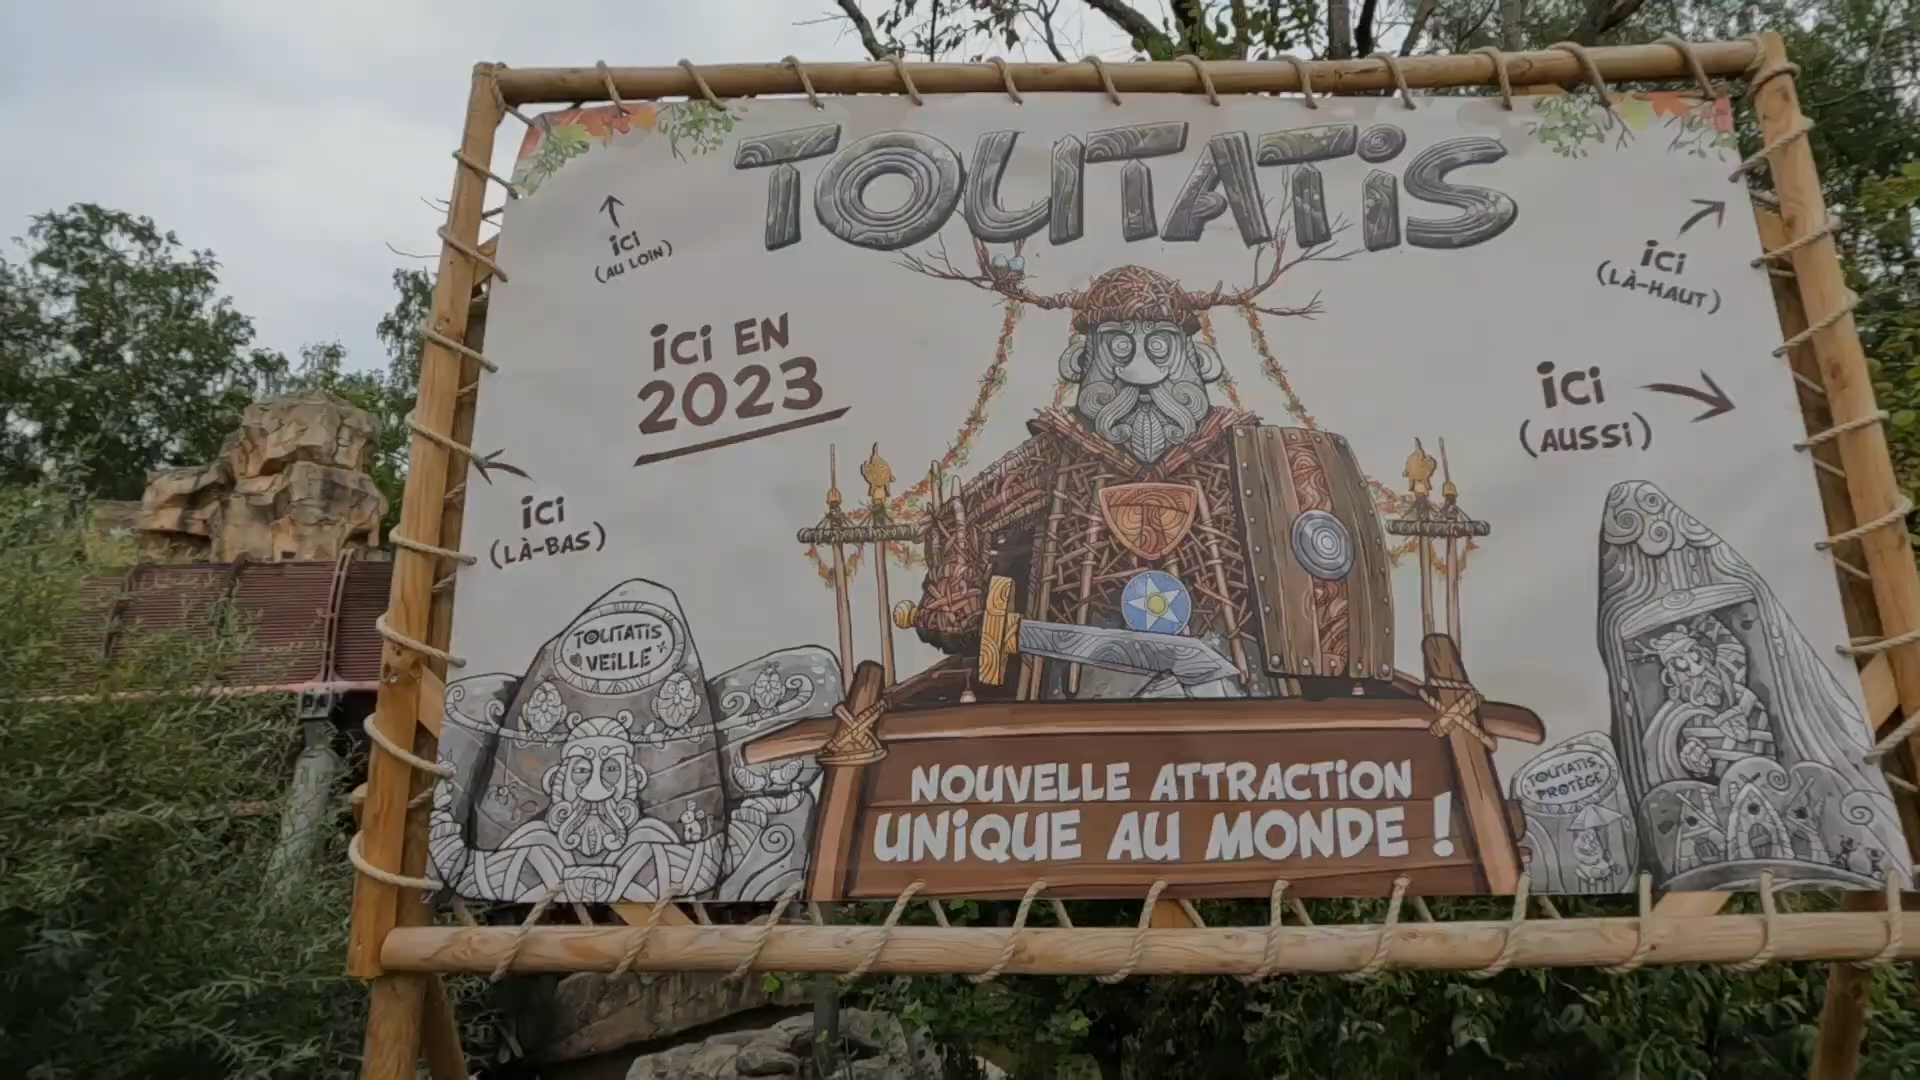 TOUTATIS
ici
(AU LOIN)
ici
(LÀ-HAUT)
ici EN
2023
ici
(AUSSi)
ici
(LÀ-BAS)
TOUTATIS
VEILLE
TOUTATIS
PROTÈGE
NOUVELLE ATTRACTiON
UNiQUE AU MONDE !